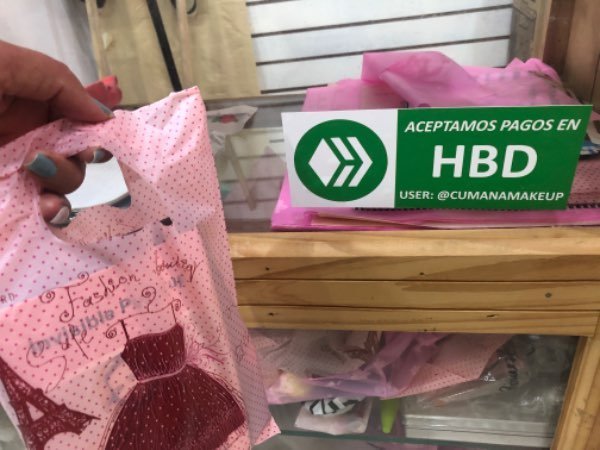 ACEPTAMOS PAGOS EN
HBD
USER: @CUMANAMAKEUP
Fashion